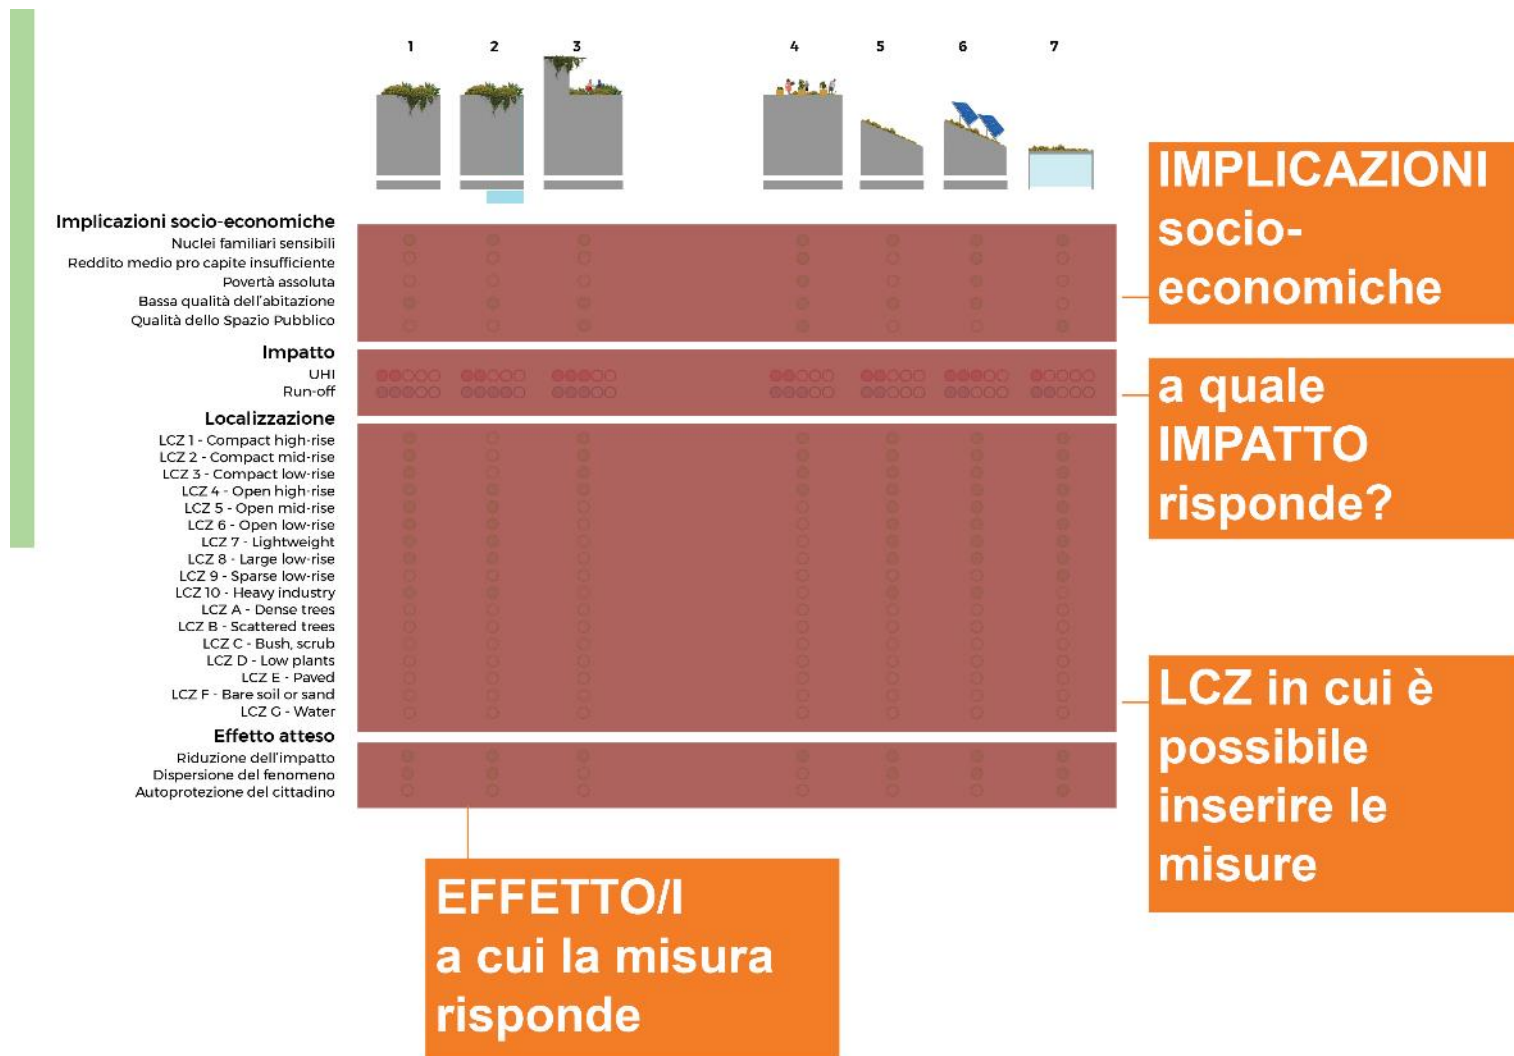 1 2 3 4 5 6 7
Implicazioni socio-economiche
Nuclei familiari sensibili
Reddito medio pro capite insufficiente
Povertà assoluta
Bassa qualità dell'abitazione
Qualità dello Spazio Pubblico
Impatto
UHI
Run-off
Localizzazione
LCZ 1 - Compact high-rise
LCZ 2 - Compact mid-rise
LCZ 3 - Compact low-rise
LCZ 4 - Open high-rise
LCZ 5 - Open mid-rise
LCZ 6 - Open low-rise
LCZ 7 - Lightweight
LCZ 8 - Large low-rise
LCZ 9 - Sparse low-rise
LCZ 10 - Heavy industry
LCZ A - Dense trees
LCZ B - Scattered trees
LCZ C - Bush, scrub
LCZ D - Low plants
LCZ E - Paved
LCZ F - Bare soil or sand
LCZ G - Water
Effetto atteso
Riduzione dell'impatto
Dispersione del fenomeno
Autoprotezione del cittadino
IMPLICAZIONI
socio-
economiche
a quale
IMPATTO
risponde?
LCZ in cui è
possibile
inserire le
misure
EFFETTO/I
a cui la misura
risponde